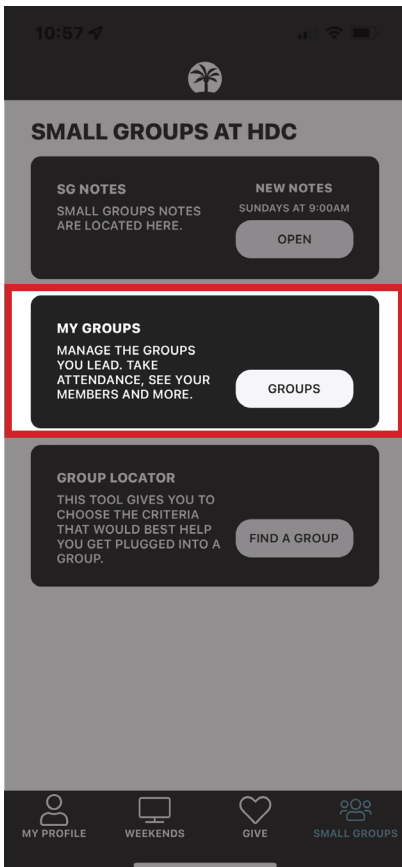 10:57
SMALL GROUPS AT HDC
SG NOTES
SMALL GROUPS NOTES
ARE LOCATED HERE.
NEW NOTES
SUNDAYS AT 9:00AM
OPEN
MY GROUPS
MANAGE THE GROUPS
YOU LEAD. TAKE
ATTENDANCE, SEE YOUR
MEMBERS AND MORE.
GROUPS
GROUP LOCATOR
THIS TOOL GIVES YOU TO
CHOOSE THE CRITERIA
THAT WOULD BEST HELP
YOU GET PLUGGED INTO A
GROUP.
FIND A GROUP
MY PROFILE
WEEKENDS
GIVE
SMALL GROUPS